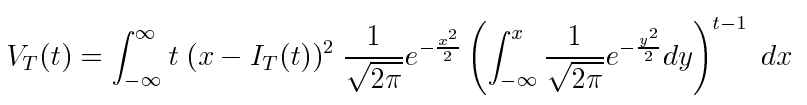 V_T(t) = \int_{-\infty}^{\infty} t \; (x - I_T(t))^2 \; \frac{1}{\sqrt{2\pi}} e^{-\frac{x^2}{2}} \left( \int_{-\infty}^{x} \frac{1}{\sqrt{2\pi}} e^{-\frac{y^2}{2}} dy \right)^{t-1} \; dx